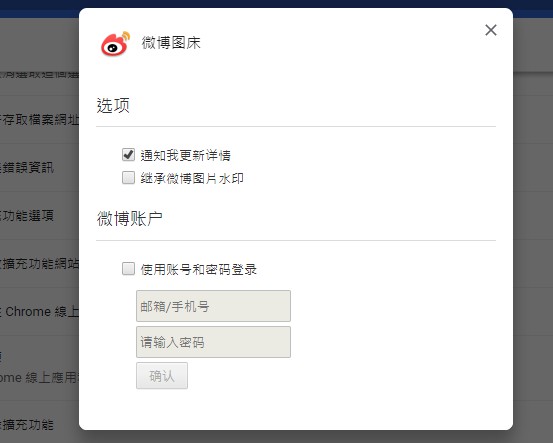 微博图床
选项
通知我更新详情
继承微博图片水印
微博账户
使用账号和密码登录
邮箱/手机号
请输入密码
确认
存取檔案網址
錯誤資訊
功能選項
擴充功能網站
Chrome 線上
ome 線上應用
擴充功能